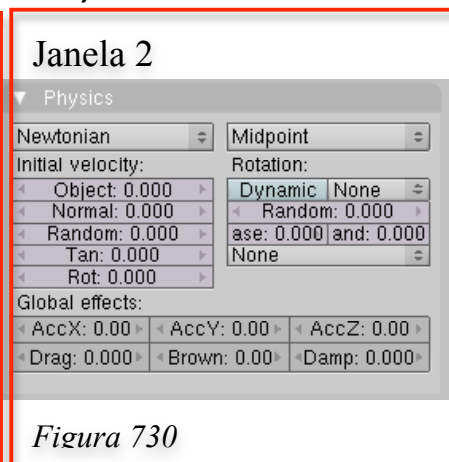 Janela 2
Physics
Newtonian Midpoint
Initial velocity: Rotation:
Object: 0.000 Dynamic None
Normal: 0.000 Random: 0.000
Random: 0.000 ase: 0.000 and: 0.000
Tan: 0.000 None
Rot: 0.000
Global effects:
AccX: 0.00 AccY: 0.00 AccZ: 0.00
Drag: 0.000 Brown: 0.00 Damp: 0.000
Figura 730